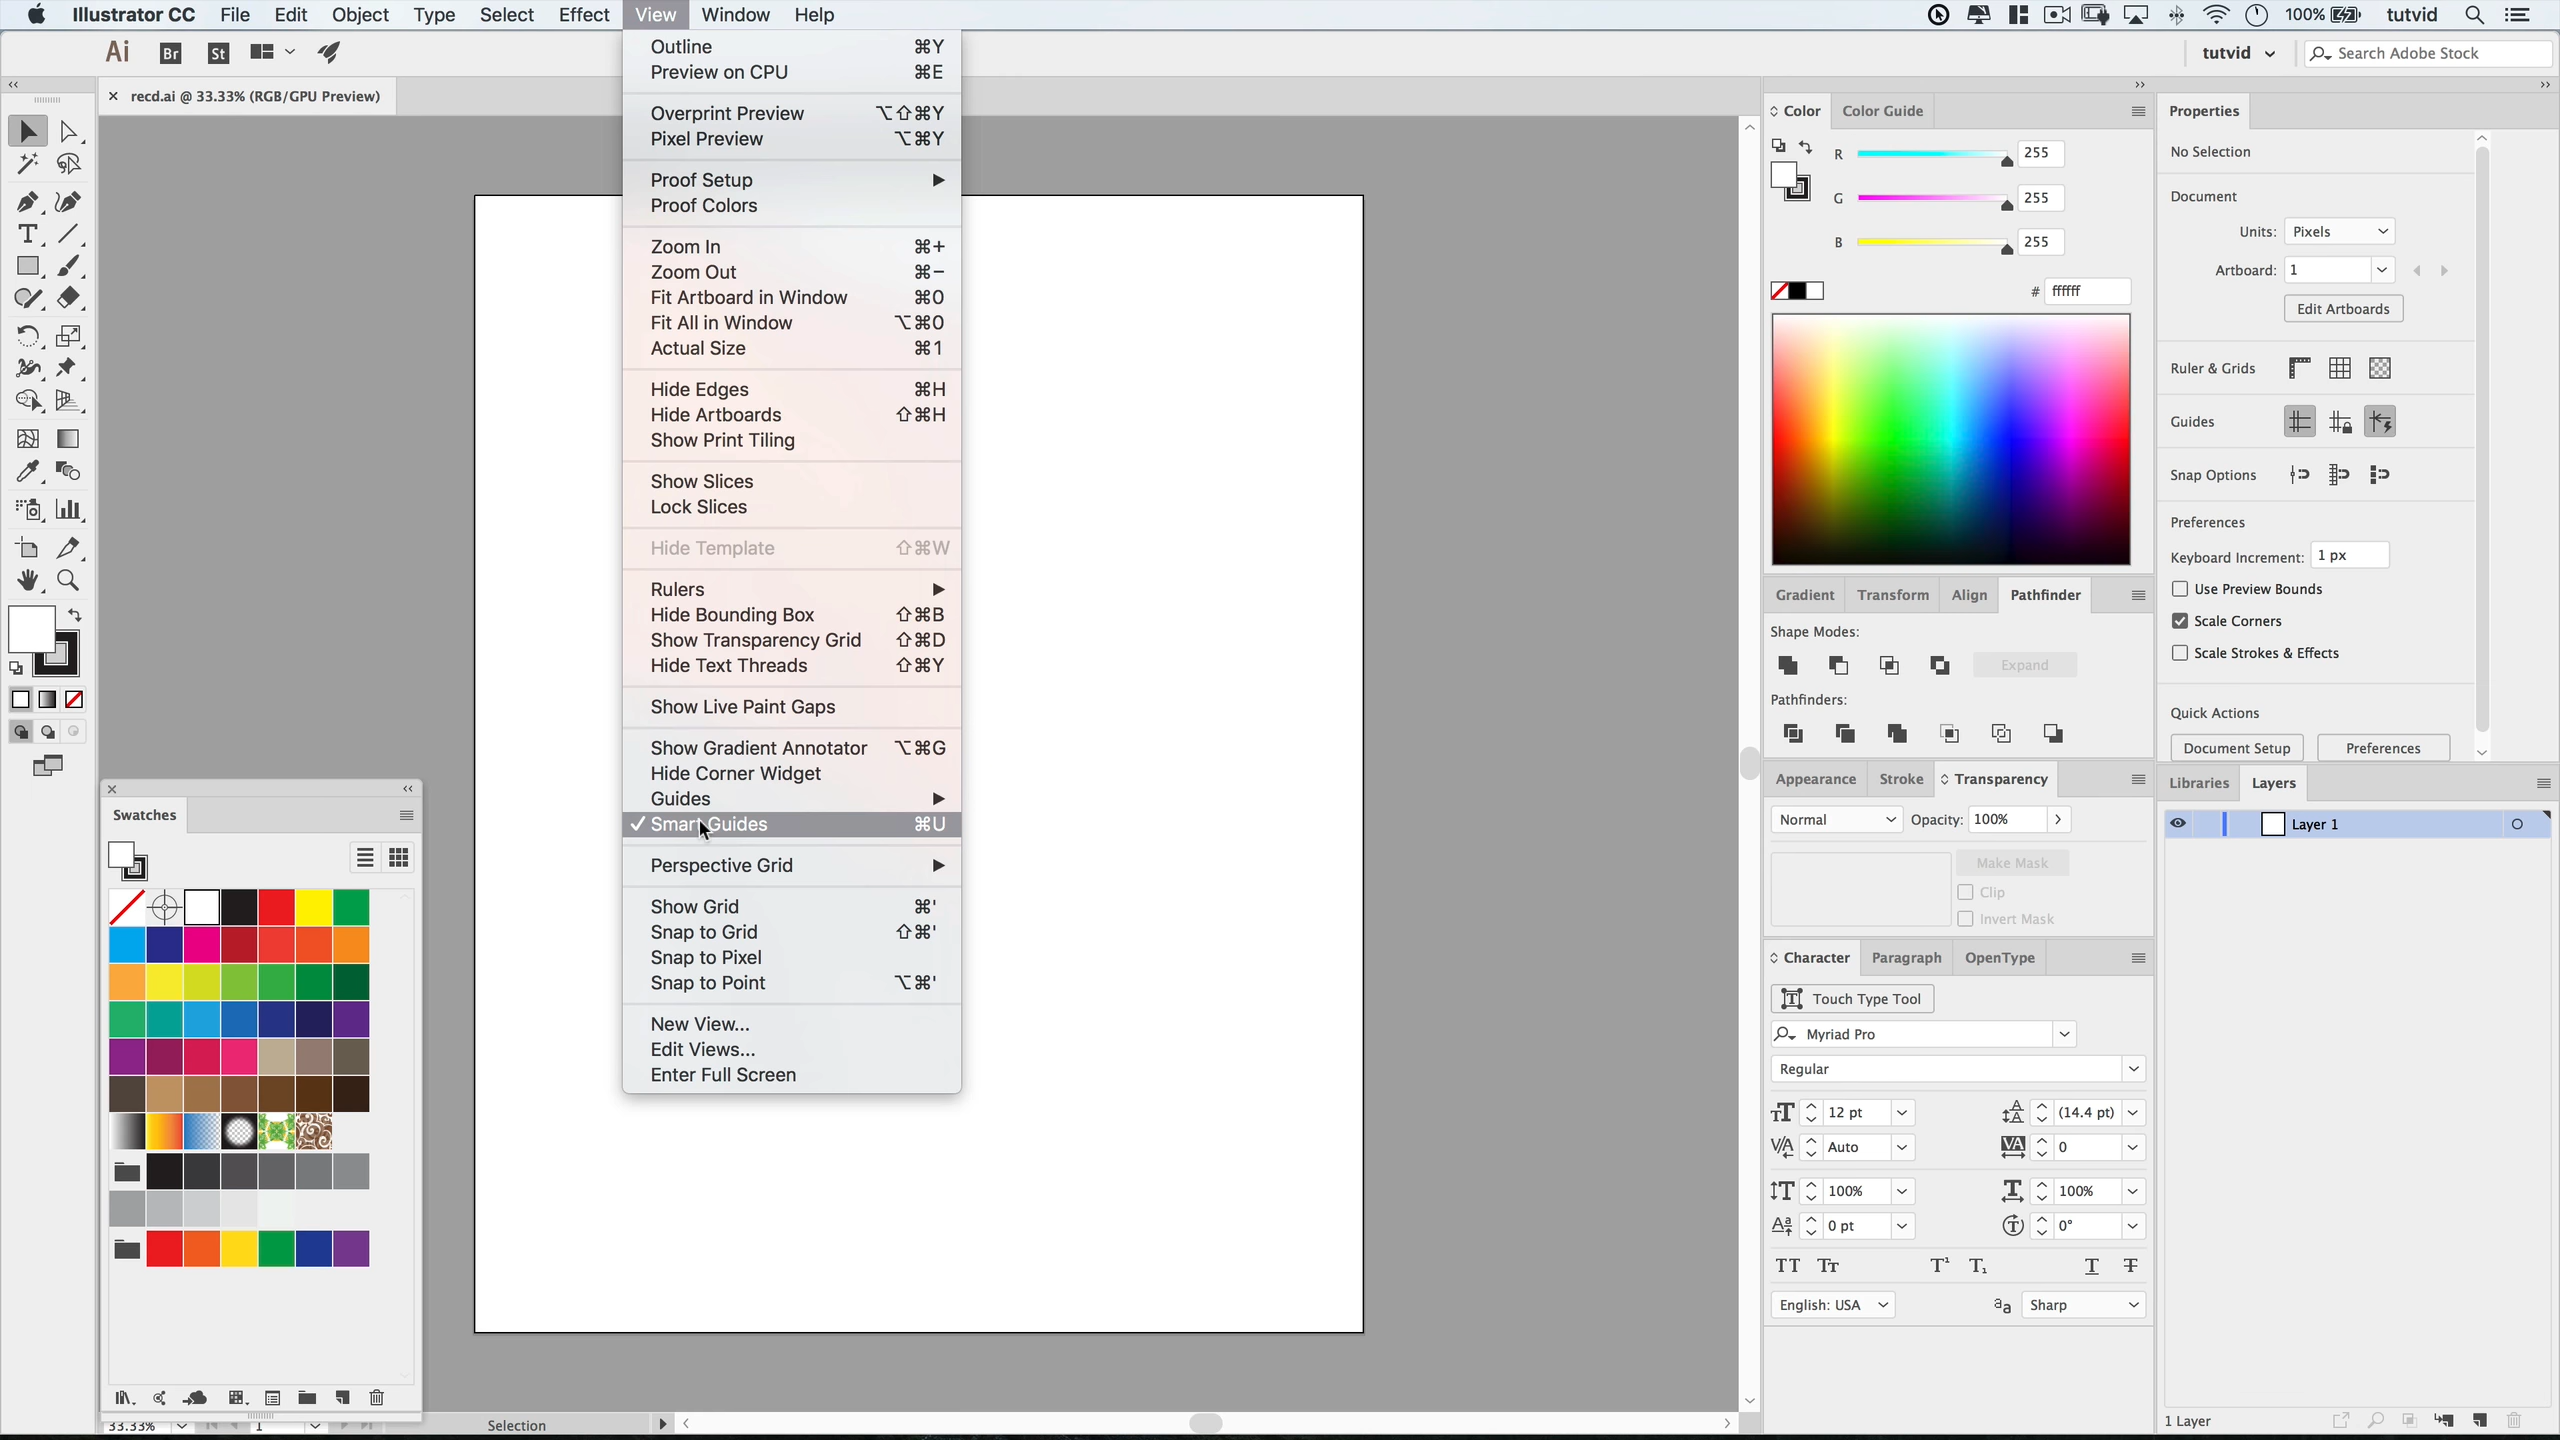 Illustrator CC File Edit Object Type Select Effect View Window Help 100% tutvid
Ai Br St tutvid Search Adobe Stock
× recd.ai @ 33.33% (RGB/GPU Preview)
Outline ⌘Y
Preview on CPU ⌘E
Overprint Preview ⌥⇧⌘Y
Pixel Preview ⌥⌘Y
Proof Setup
Proof Colors
Zoom In ⌘+
Zoom Out ⌘−
Fit Artboard in Window ⌘0
Fit All in Window ⌥⌘0
Actual Size ⌘1
Hide Edges ⌘H
Hide Artboards ⇧⌘H
Show Print Tiling
Show Slices
Lock Slices
Hide Template ⇧⌘W
Rulers
Hide Bounding Box ⇧⌘B
Show Transparency Grid ⇧⌘D
Hide Text Threads ⇧⌘Y
Show Live Paint Gaps
Show Gradient Annotator ⌥⌘G
Hide Corner Widget
Guides
✓ Smart Guides ⌘U
Perspective Grid
Show Grid ⌘'
Snap to Grid ⇧⌘'
Snap to Pixel
Snap to Point ⌥⌘'
New View...
Edit Views...
Enter Full Screen
Swatches
33.33% 1 Selection
Color Color Guide
R 255
G 255
B 255
# ffffff
Gradient Transform Align Pathfinder
Shape Modes:
Expand
Pathfinders:
Appearance Stroke Transparency
Normal Opacity: 100%
Make Mask
Clip
Invert Mask
Character Paragraph OpenType
Touch Type Tool
Myriad Pro
Regular
12 pt (14.4 pt)
Auto 0
100% 100%
0 pt 0°
TT Tt T¹ T₁ T T
English: USA aa Sharp
Properties
No Selection
Document
Units: Pixels
Artboard: 1
Edit Artboards
Ruler & Grids
Guides
Snap Options
Preferences
Keyboard Increment: 1 px
Use Preview Bounds
Scale Corners
Scale Strokes & Effects
Quick Actions
Document Setup Preferences
Libraries Layers
Layer 1
1 Layer